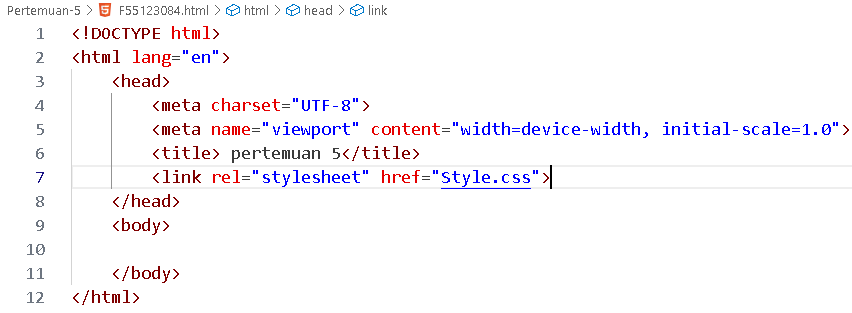 Pertemuan-5 > F55123084.html > html > head > link
1 <!DOCTYPE html>
2 <html lang="en">
3 <head>
4 <meta charset="UTF-8">
5 <meta name="viewport" content="width=device-width, initial-scale=1.0">
6 <title> pertemuan 5</title>
7 <link rel="stylesheet" href="Style.css">
8 </head>
9 <body>
10
11 </body>
12 </html>